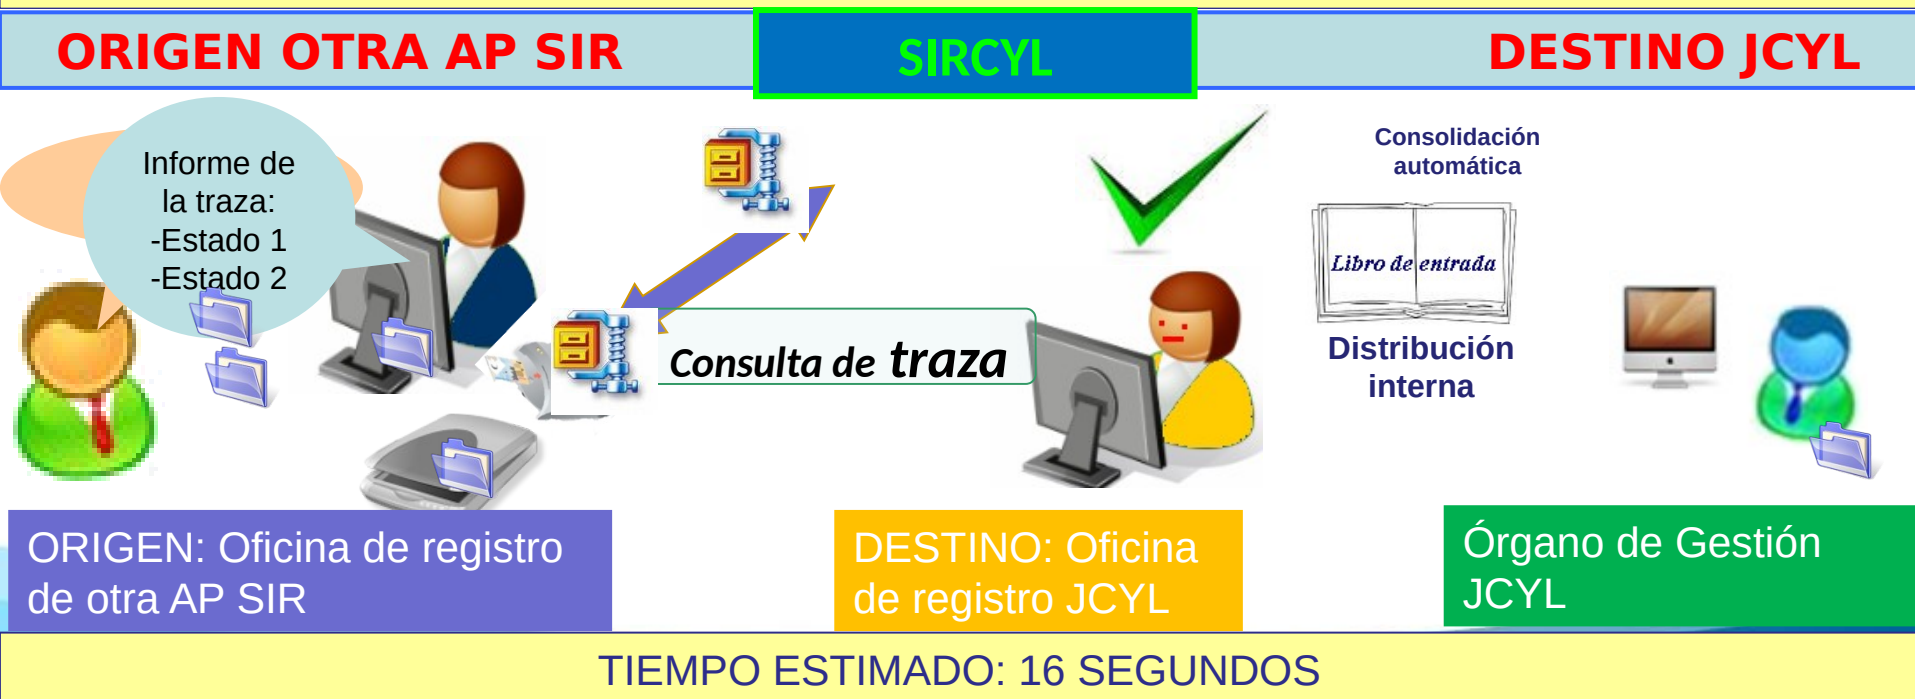 ORIGEN OTRA AP SIR
SIRCYL
DESTINO JCYL
Informe de
la traza:
-Estado 1
-Estado 2
Consulta de traza
Consolidación
automática
Libro de entrada
Distribución
interna
ORIGEN: Oficina de registro
de otra AP SIR
DESTINO: Oficina
de registro JCYL
Órgano de Gestión
JCYL
TIEMPO ESTIMADO: 16 SEGUNDOS